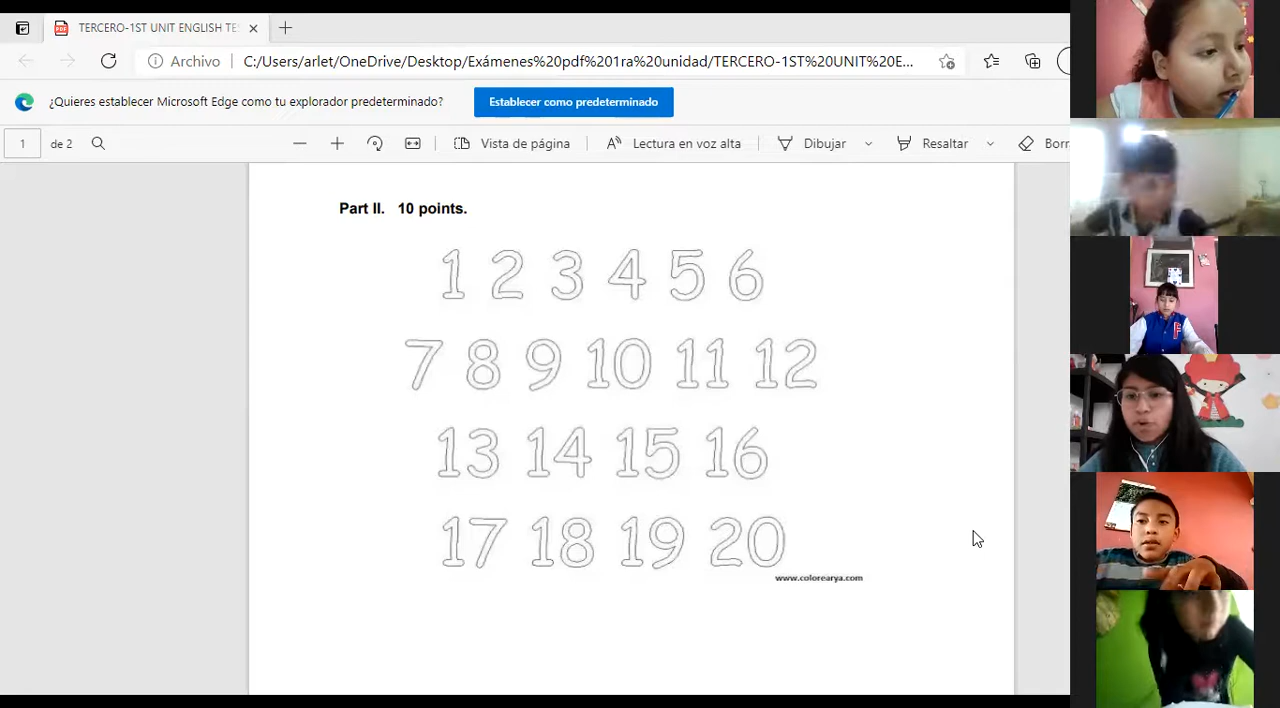 TERCERO-1ST UNIT ENGLISH TES
Archivo C:/Users/arlet/OneDrive/Desktop/Exámenes%20pdf%201ra%20unidad/TERCERO-1ST%20UNIT%20E...
¿Quieres establecer Microsoft Edge como tu explorador predeterminado? Establecer como predeterminado
1 de 2 Vista de página Lectura en voz alta Dibujar Resaltar Borr
Part II. 10 points.
1 2 3 4 5 6
7 8 9 10 11 12
13 14 15 16
17 18 19 20
www.colorearya.com